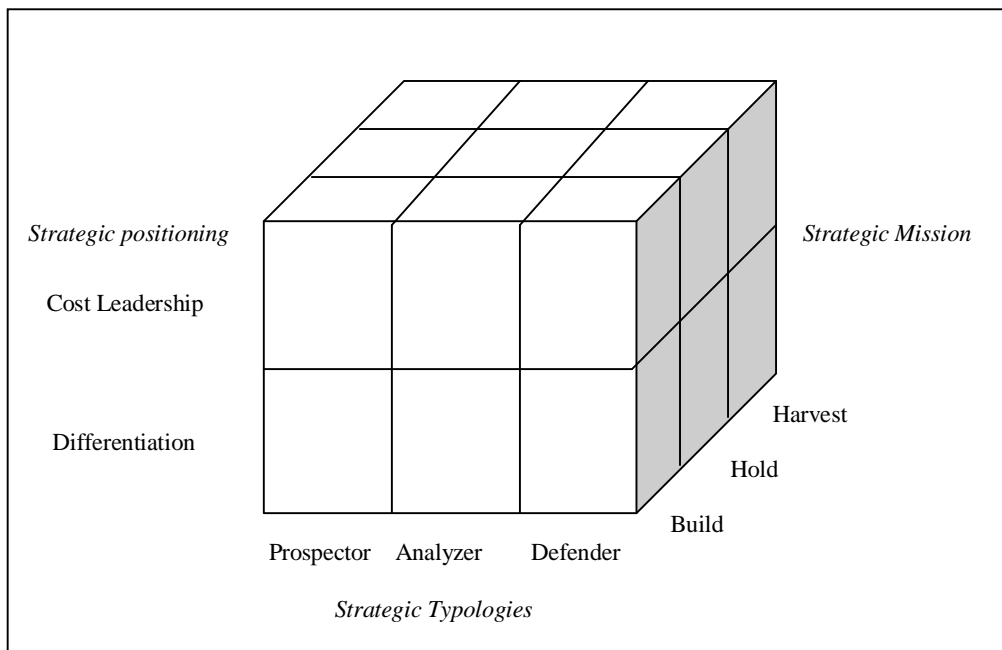 Strategic positioning
Strategic Mission
Cost Leadership
Harvest
Differentiation
Hold
Build
Prospector Analyzer Defender
Strategic Typologies